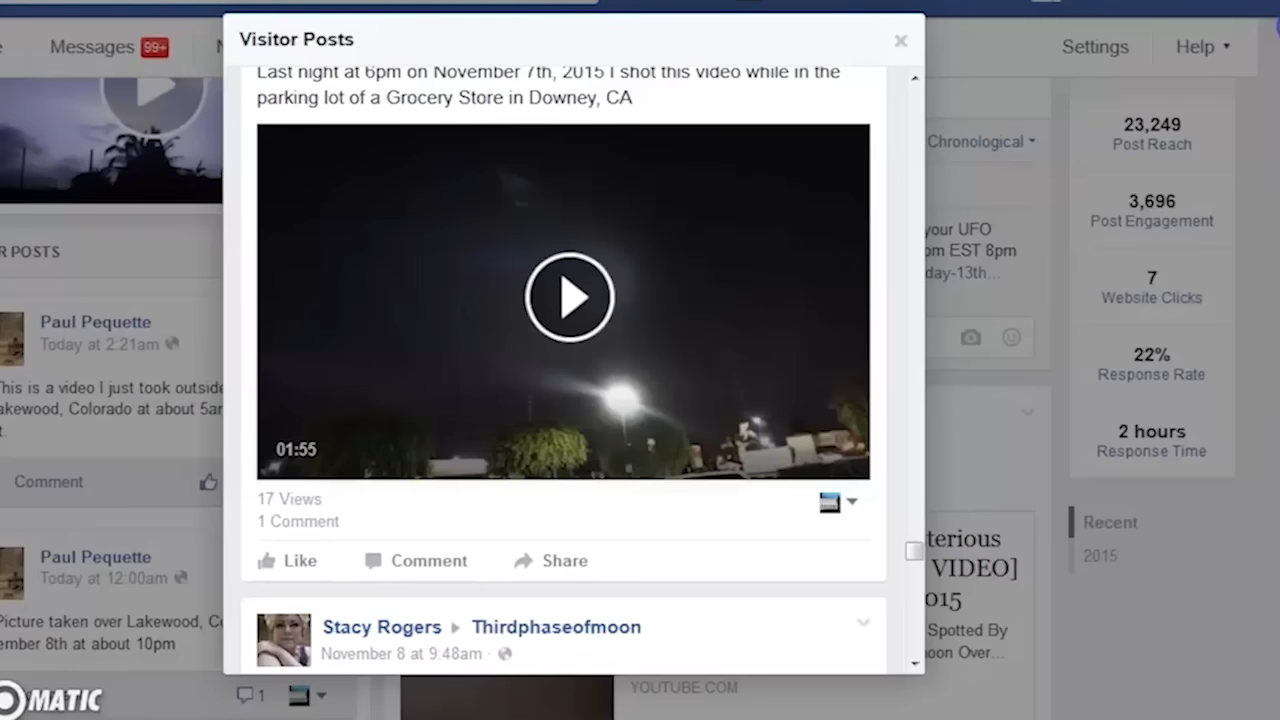 Visitor Posts
Messages 99+
Settings
Help
Last night at 6pm on November 7th, 2015 I shot this video while in the
parking lot of a Grocery Store in Downey, CA
01:55
17 Views
1 Comment
Like Comment Share
Stacy Rogers Thirdphaseofmoon
November 8 at 9:48am
R POSTS
Paul Pequette
Today at 2:21am
This is a video I just took outside
akewood, Colorado at about 5ar
t.
Comment
Paul Pequette
Today at 12:00am
Picture taken over Lakewood, Co
ember 8th at about 10pm
1
MATIC
Chronological
your UFO
pm EST 8pm
day-13th...
terious
VIDEO]
015
Spotted By
oon Over...
YOUTUBE.COM
23,249
Post Reach
3,696
Post Engagement
7
Website Clicks
22%
Response Rate
2 hours
Response Time
Recent
2015